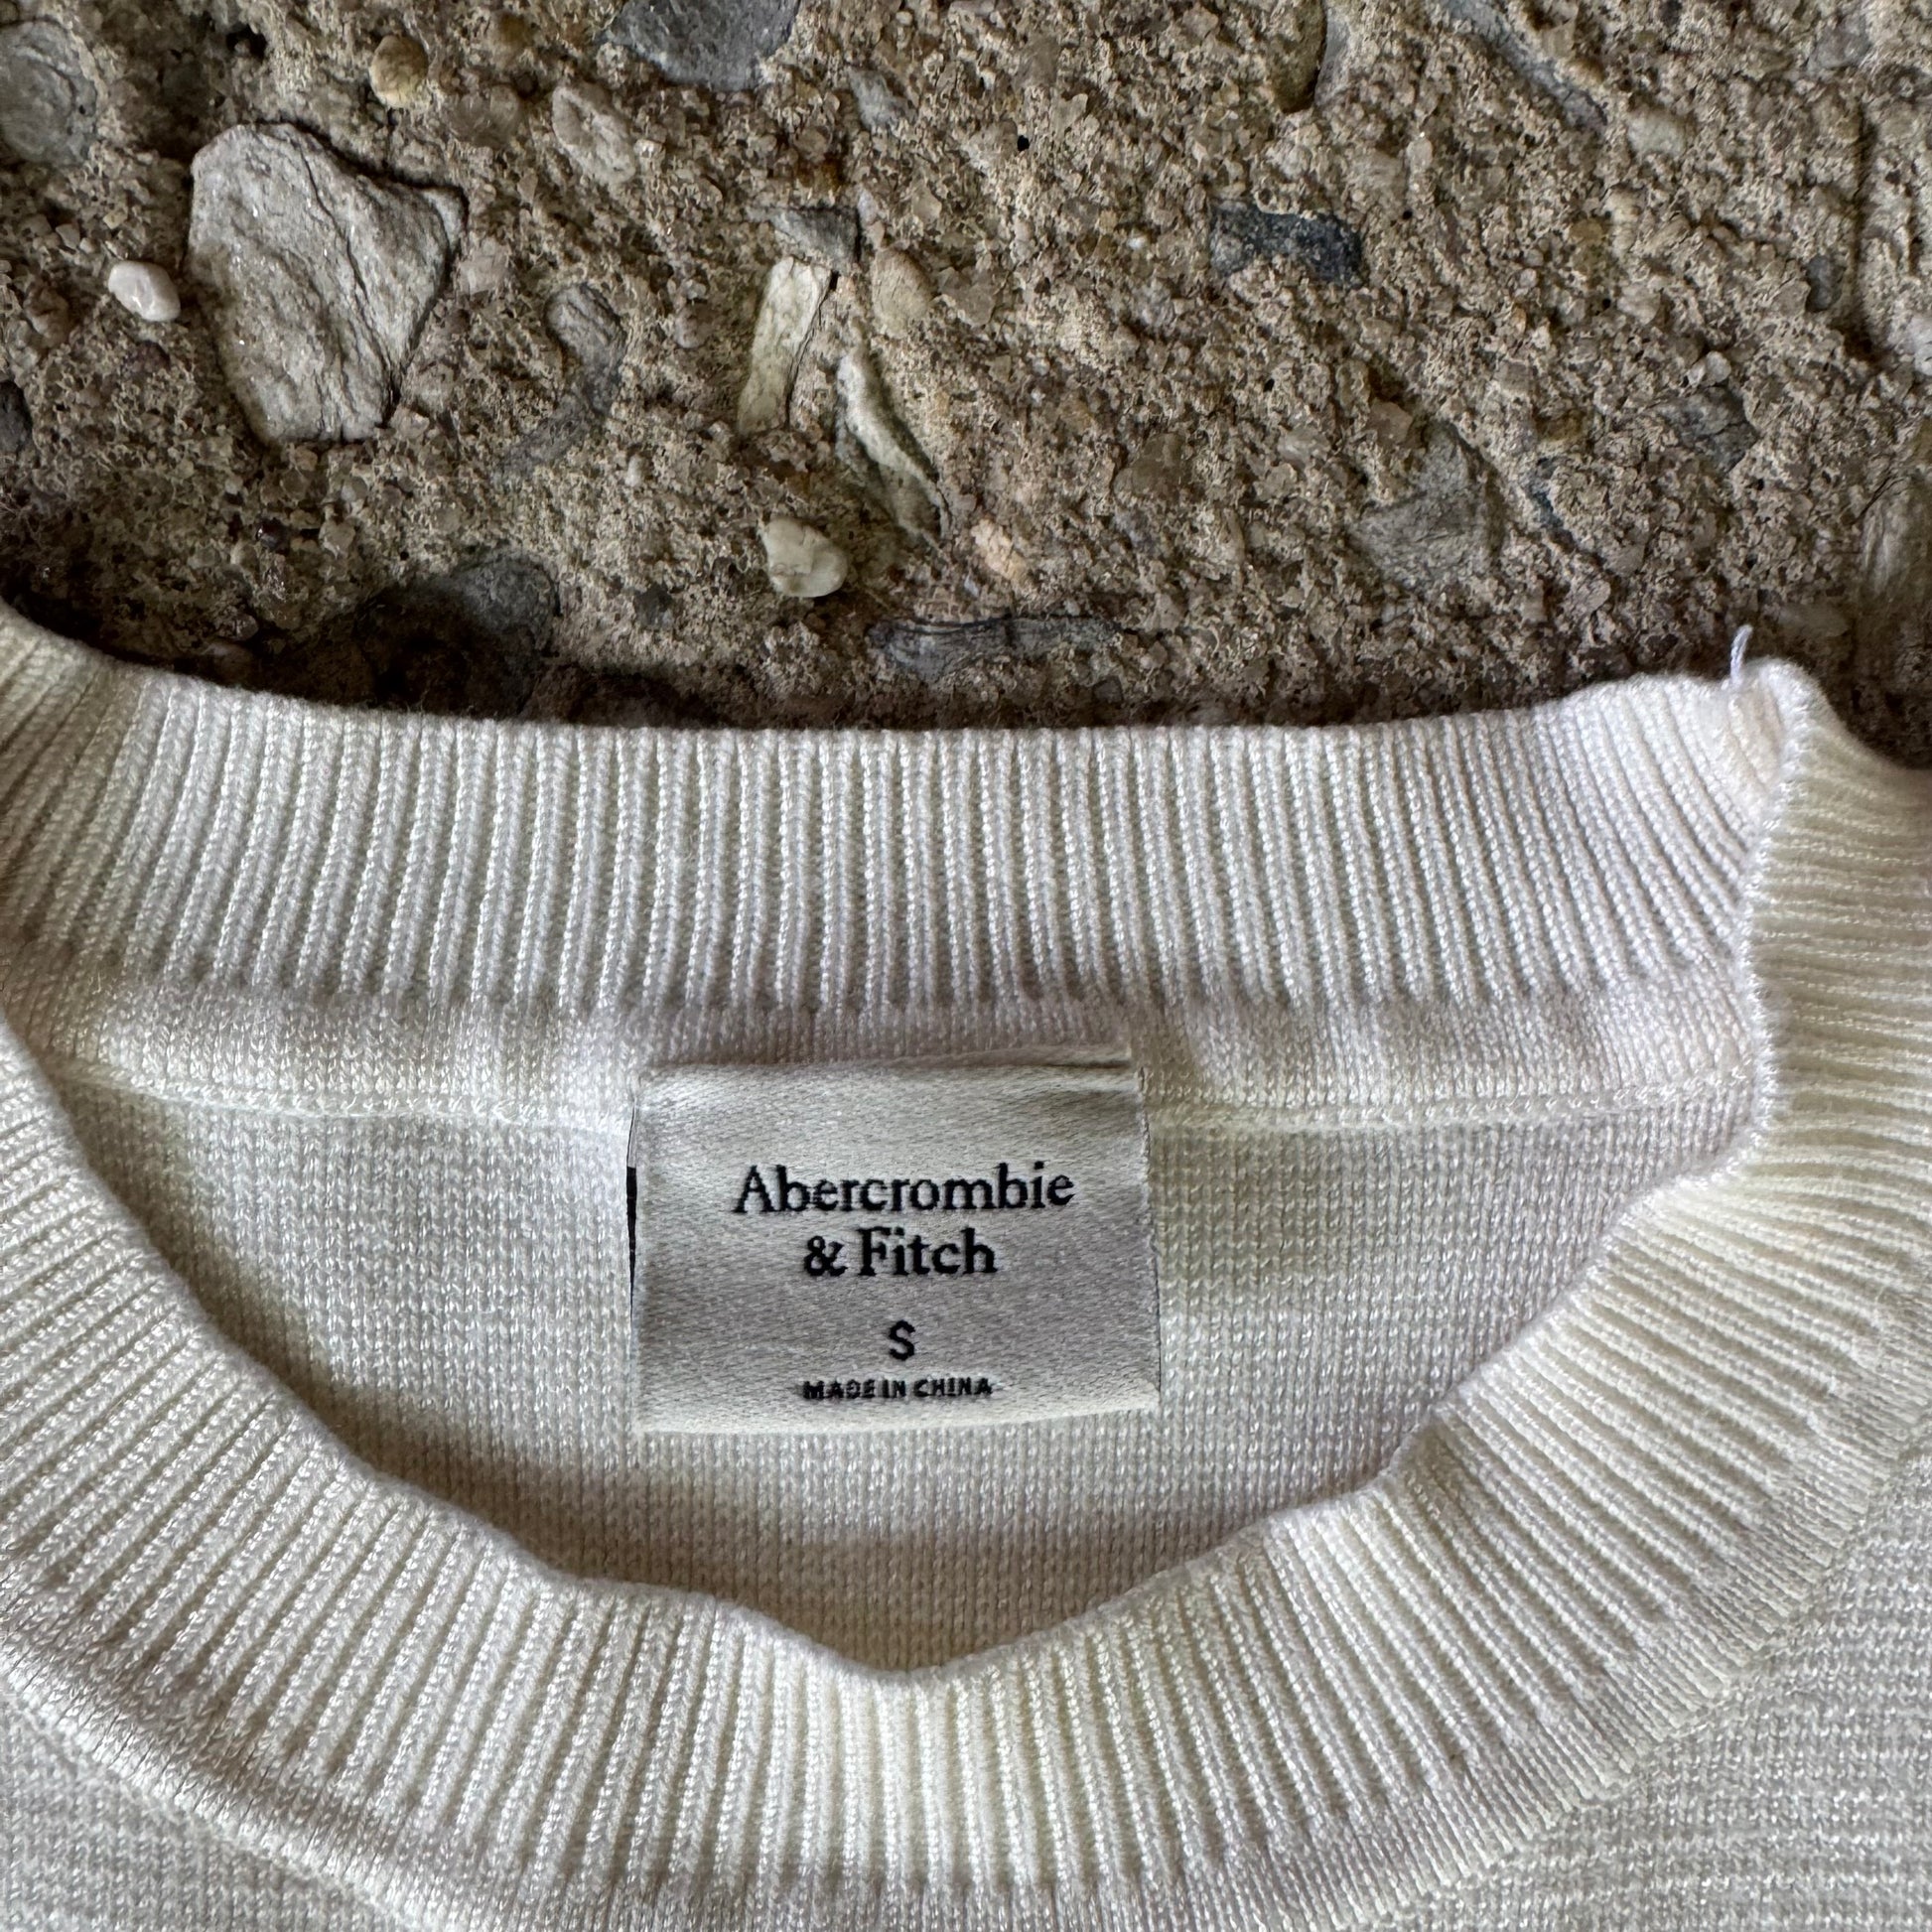 Abercrombie
& Fitch
S
MADE IN CHINA